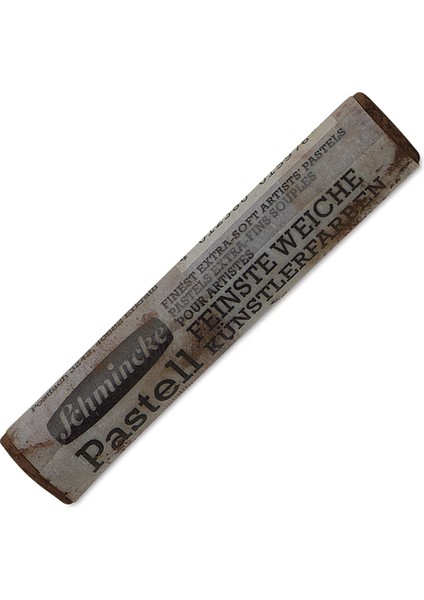 Schmincke
Pastell
FINEST EXTRA-SOFT ARTISTS' PASTELS
PASTELS EXTRA-FINS SOUPLES
POUR ARTISTES
FEINSTE WEICHE
KÜNSTLERFARBEN